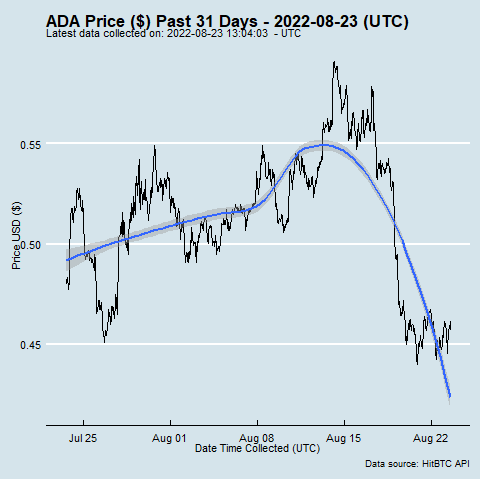 ADA Price ($) Past 31 Days - 2022-08-23 (UTC)
Latest data collected on: 2022-08-23 13:04:03 - UTC
Price USD ($)
0.55
0.50
0.45
Jul 25 Aug 01 Aug 08 Aug 15 Aug 22
Date Time Collected (UTC)
Data source: HitBTC API